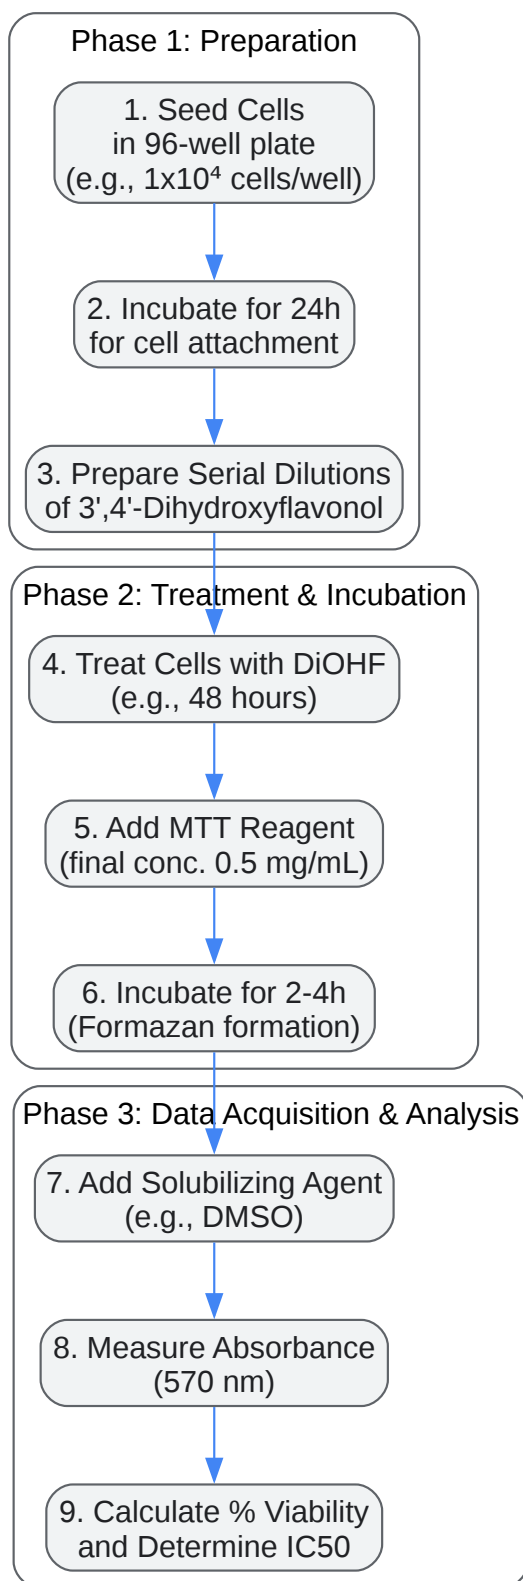 Phase 1: Preparation
1. Seed Cells
in 96-well plate
(e.g., 1x10⁴ cells/well)
2. Incubate for 24h
for cell attachment
3. Prepare Serial Dilutions
of 3',4'-Dihydroxyflavonol
Phase 2: Treatment & Incubation
4. Treat Cells with DiOHF
(e.g., 48 hours)
5. Add MTT Reagent
(final conc. 0.5 mg/mL)
6. Incubate for 2-4h
(Formazan formation)
Phase 3: Data Acquisition & Analysis
7. Add Solubilizing Agent
(e.g., DMSO)
8. Measure Absorbance
(570 nm)
9. Calculate % Viability
and Determine IC50